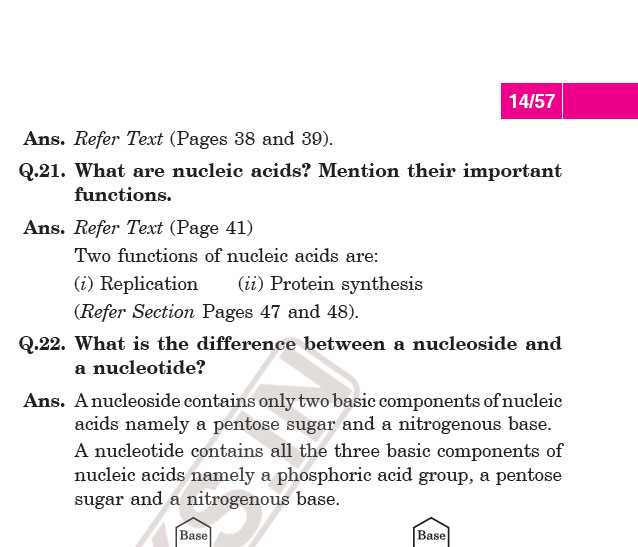 14/57
Ans. Refer Text (Pages 38 and 39).
Q.21. What are nucleic acids? Mention their important
functions.
Ans. Refer Text (Page 41)
Two functions of nucleic acids are:
(i) Replication (ii) Protein synthesis
(Refer Section Pages 47 and 48).
Q.22. What is the difference between a nucleoside and
a nucleotide?
Ans. A nucleoside contains only two basic components of nucleic
acids namely a pentose sugar and a nitrogenous base.
A nucleotide contains all the three basic components of
nucleic acids namely a phosphoric acid group, a pentose
sugar and a nitrogenous base.
Base Base